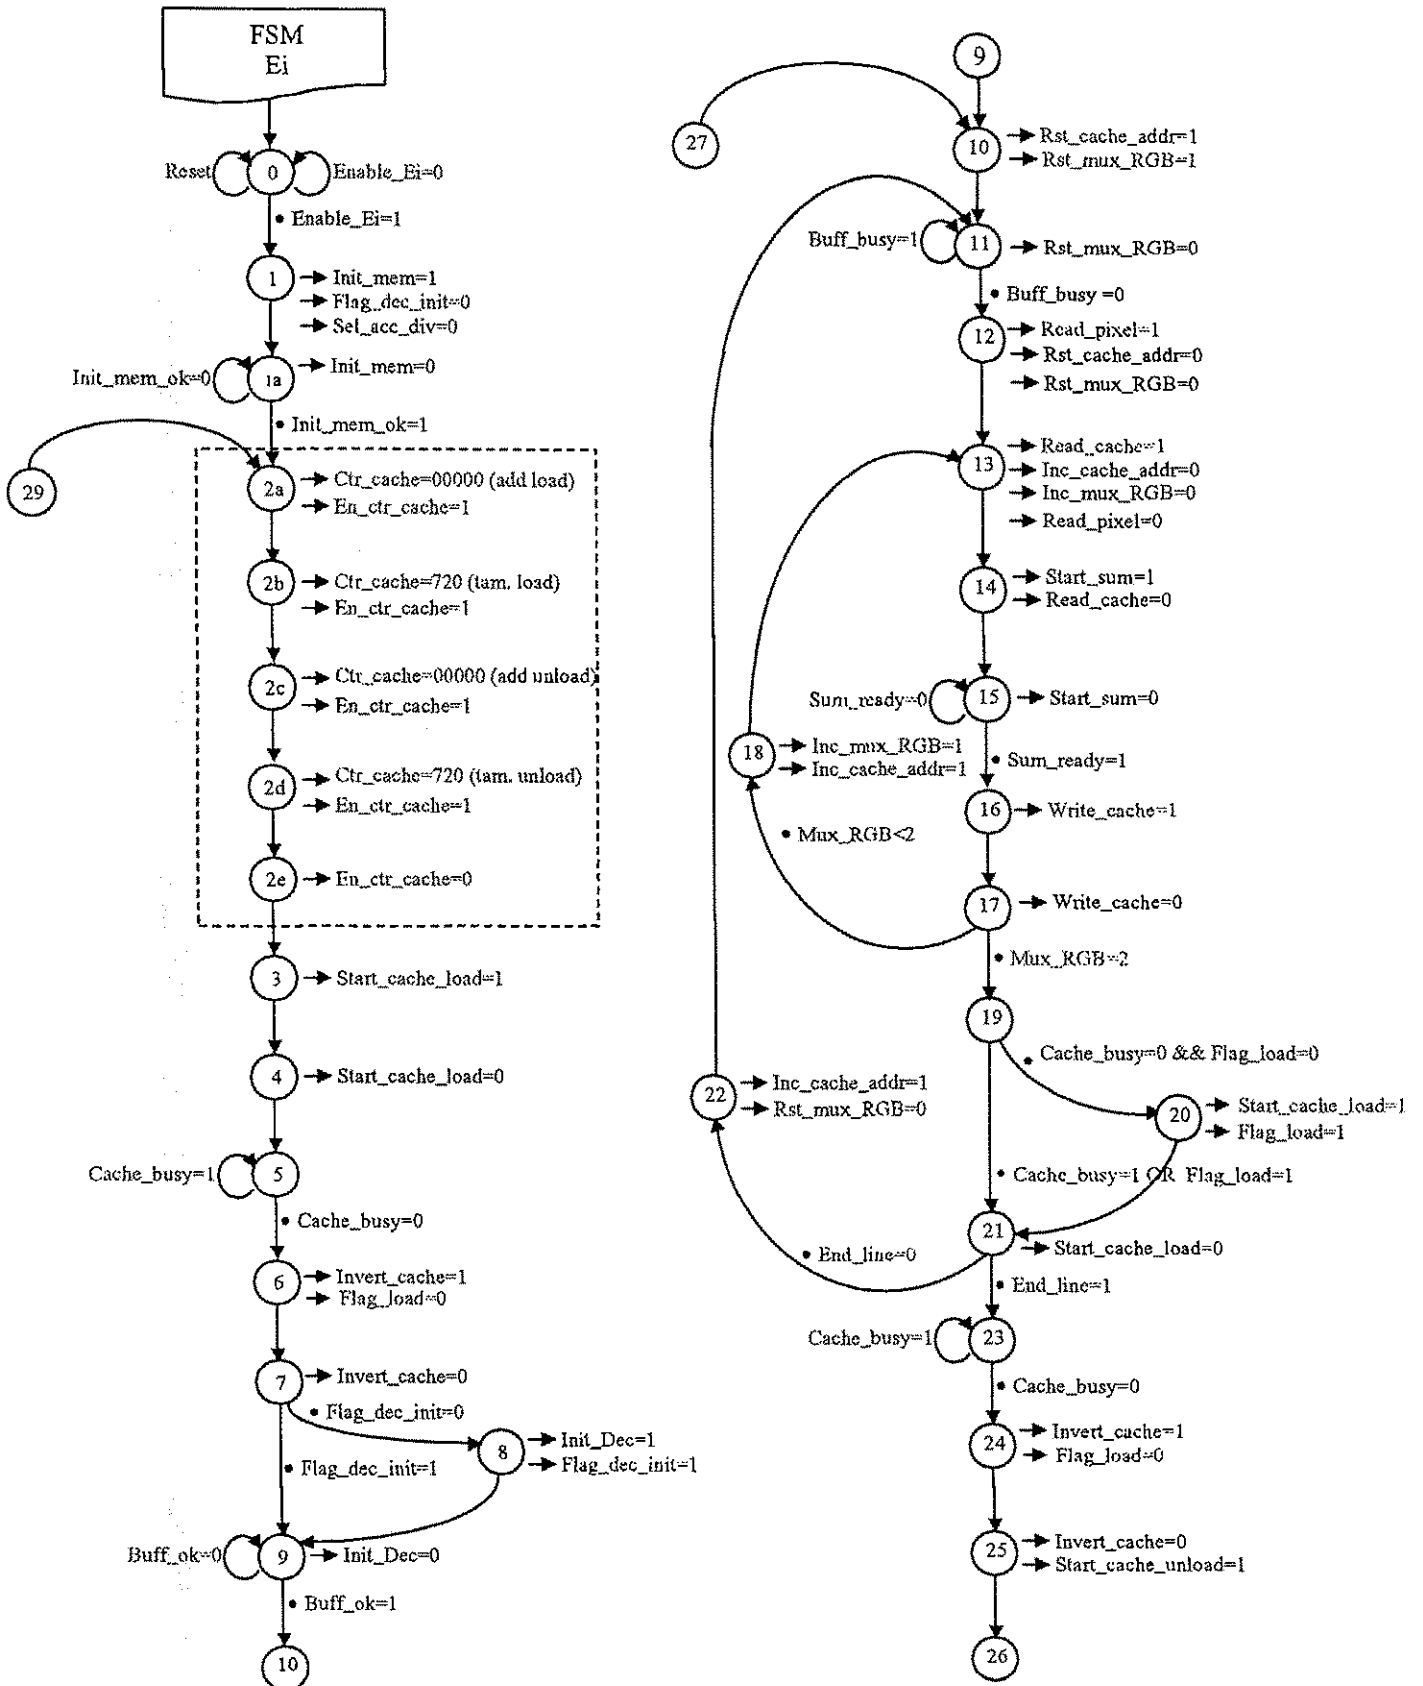 FSM
Ei
Reset
0
Enable_Ei=0
Enable_Ei=1
1
Init_mem=1
Flag_dec_init=0
Sel_acc_div=0
Init_mem_ok=0
1a
Init_mem=0
Init_mem_ok=1
29
2a
Ctr_cache=00000 (add load)
En_ctr_cache=1
2b
Ctr_cache=720 (tam. load)
En_ctr_cache=1
2c
Ctr_cache=00000 (add unload)
En_ctr_cache=1
2d
Ctr_cache=720 (tam. unload)
En_ctr_cache=1
2e
En_ctr_cache=0
3
Start_cache_load=1
4
Start_cache_load=0
Cache_busy=1
5
Cache_busy=0
6
Invert_cache=1
Flag_load=0
7
Invert_cache=0
Flag_dec_init=0
8
Init_Dec=1
Flag_dec_init=1
Flag_dec_init=1
Buff_ok=0
9
Init_Dec=0
Buff_ok=1
10
9
27
10
Rst_cache_addr=1
Rst_mux_RGB=1
Buff_busy=1
11
Rst_mux_RGB=0
Buff_busy =0
12
Read_pixel=1
Rst_cache_addr=0
Rst_mux_RGB=0
13
Read_cache=1
Inc_cache_addr=0
Inc_mux_RGB=0
Read_pixel=0
14
Start_sum=1
Read_cache=0
Sum_ready=0
15
Start_sum=0
18
Inc_mux_RGB=1
Inc_cache_addr=1
Sum_ready=1
16
Write_cache=1
Mux_RGB<2
17
Write_cache=0
Mux_RGB=2
19
Cache_busy=0 && Flag_load=0
22
Inc_cache_addr=1
Rst_mux_RGB=0
20
Start_cache_load=1
Flag_load=1
Cache_busy=1 OR Flag_load=1
21
Start_cache_load=0
End_line=0
End_line=1
Cache_busy=1
23
Cache_busy=0
24
Invert_cache=1
Flag_load=0
25
Invert_cache=0
Start_cache_unload=1
26